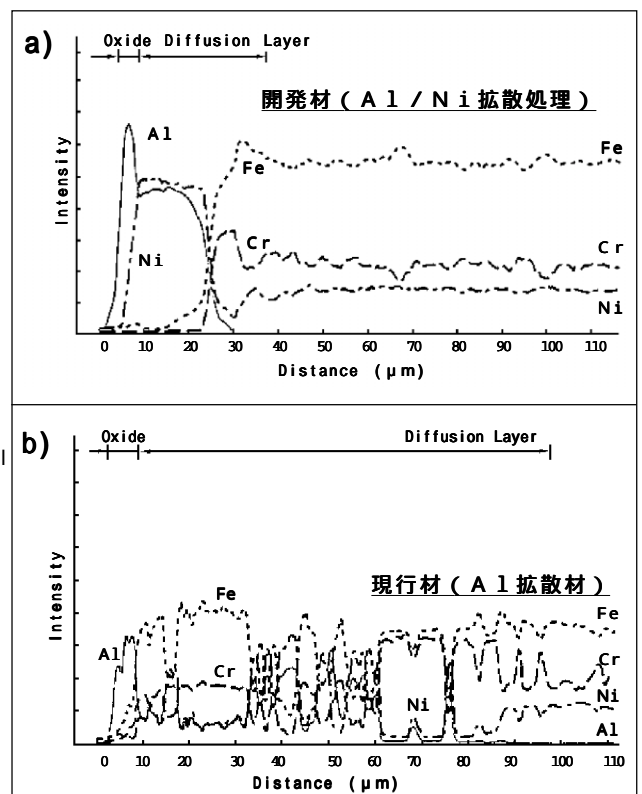 a)
Oxide Diffusion Layer
開発材(Al/Ni拡散処理)
Al
Fe
Fe
Intensity
Ni
Cr
Cr
Ni
0 10 20 30 40 50 60 70 80 90 100 110
Distance (μm)
b)
Oxide Diffusion Layer
現行材(Al拡散材)
Fe
Fe
Intensity
Al
Cr
Cr
Ni
Ni
Al
0 10 20 30 40 50 60 70 80 90 100 110
Distance (μm)